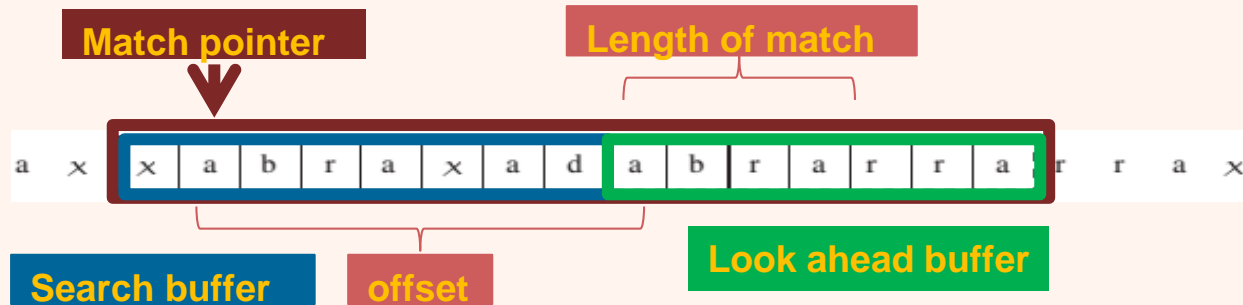 Match pointer
Length of match
a x x a b r a x a d a b r a r r a r r a x
Look ahead buffer
Search buffer
offset